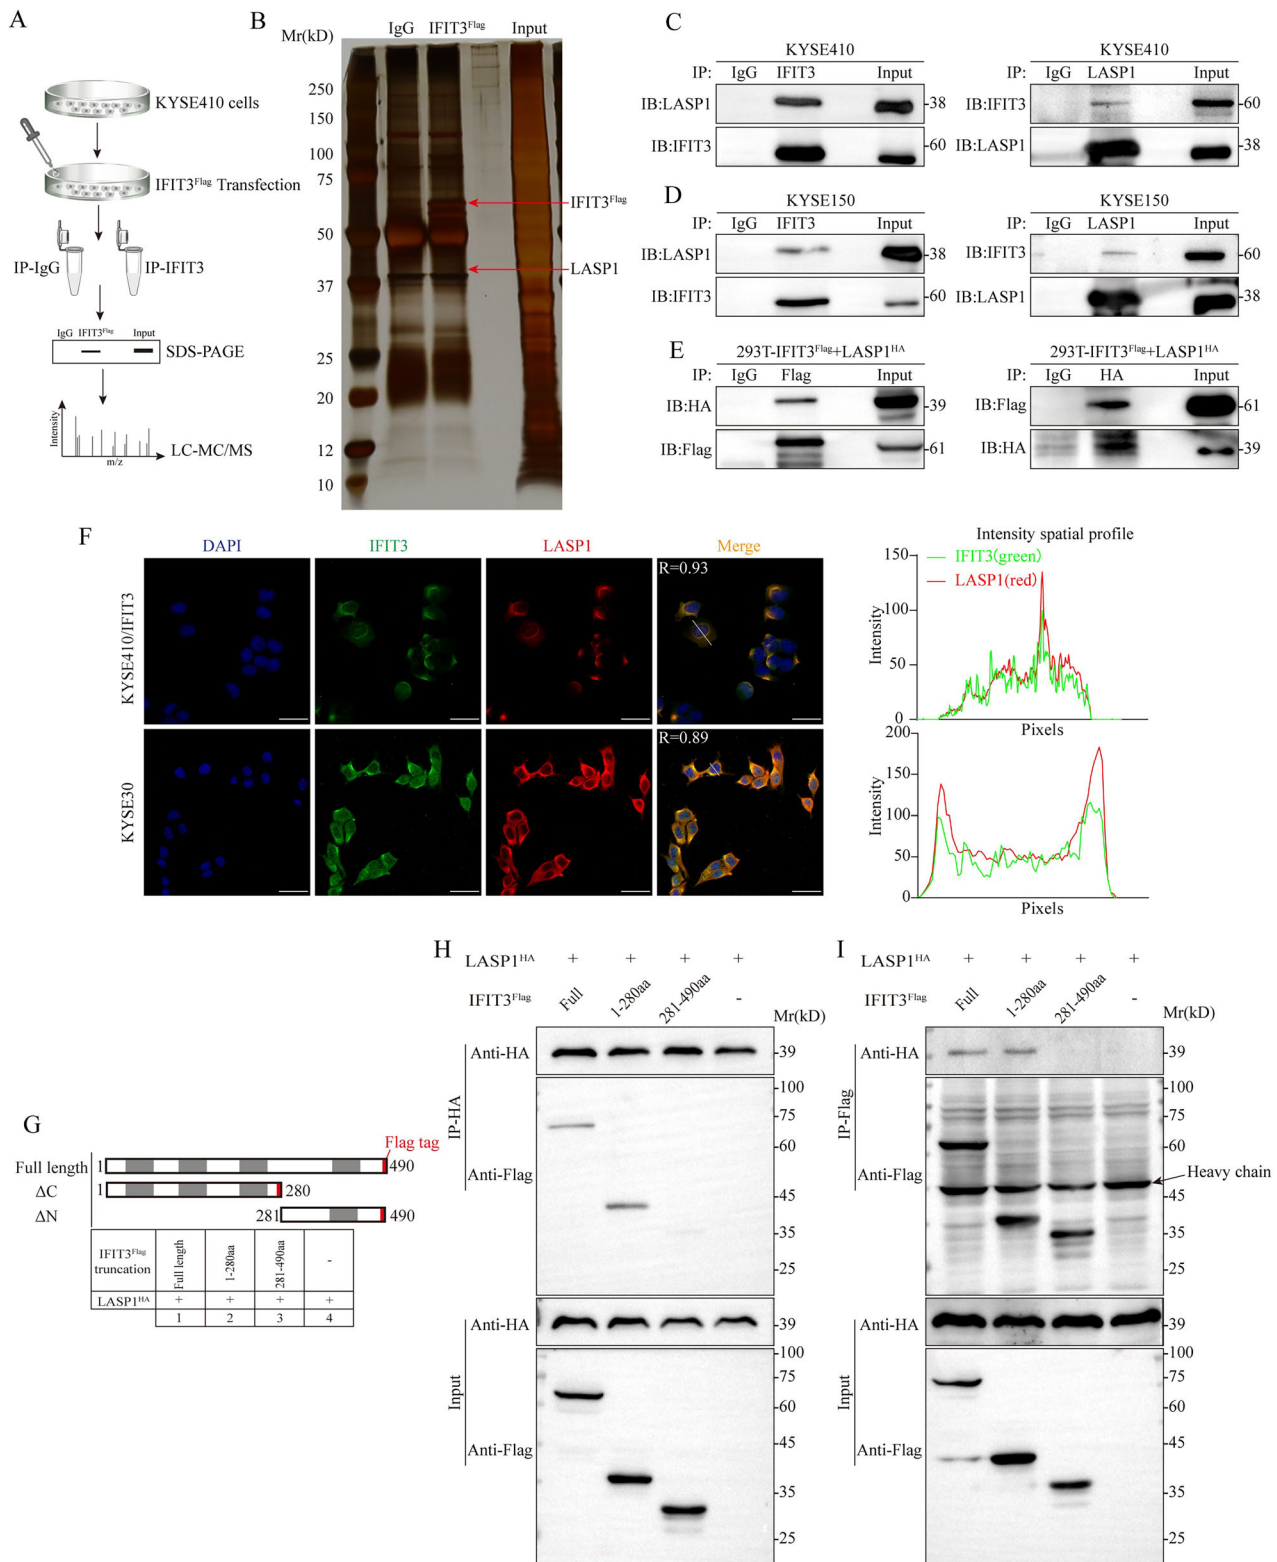 A
KYSE410 cells
IFIT3Flag Transfection
IP-IgG
IP-IFIT3
IgG IFIT3Flag Input
SDS-PAGE
Intensity
m/z
LC-MC/MS
B
Mr(kD)
IgG IFIT3Flag Input
250
150
100
75
50
37
25
20
12
10
IFIT3Flag
LASP1
C
KYSE410
IP: IgG IFIT3 Input
IB:LASP1 38
IB:IFIT3 60
KYSE410
IP: IgG LASP1 Input
IB:IFIT3 60
IB:LASP1 38
D
KYSE150
IP: IgG IFIT3 Input
IB:LASP1 38
IB:IFIT3 60
KYSE150
IP: IgG LASP1 Input
IB:IFIT3 60
IB:LASP1 38
E
293T-IFIT3Flag+LASP1HA
IP: IgG Flag Input
IB:HA 39
IB:Flag 61
293T-IFIT3Flag+LASP1HA
IP: IgG HA Input
IB:Flag 61
IB:HA 39
F
DAPI IFIT3 LASP1 Merge
KYSE410/IFIT3
R=0.93
KYSE30
R=0.89
Intensity spatial profile
IFIT3(green)
LASP1(red)
Intensity
150
100
50
0
Pixels
Intensity
200
150
100
50
0
Pixels
G
Flag tag
Full length 1 490
ΔC 1 280
ΔN 281 490
IFIT3Flag truncation Full length 1-280aa 281-490aa -
LASP1HA + + + +
1 2 3 4
H
LASP1HA + + + +
IFIT3Flag Full 1-280aa 281-490aa -
Mr(kD)
IP-HA
Anti-HA 39
Anti-Flag
100
75
60
45
35
25
Input
Anti-HA 39
Anti-Flag
100
75
60
45
35
25
I
LASP1HA + + + +
IFIT3Flag Full 1-280aa 281-490aa -
Mr(kD)
IP-Flag
Anti-HA 39
Anti-Flag
100
75
60
45
35
25
Heavy chain
Input
Anti-HA 39
Anti-Flag
100
75
60
45
35
25